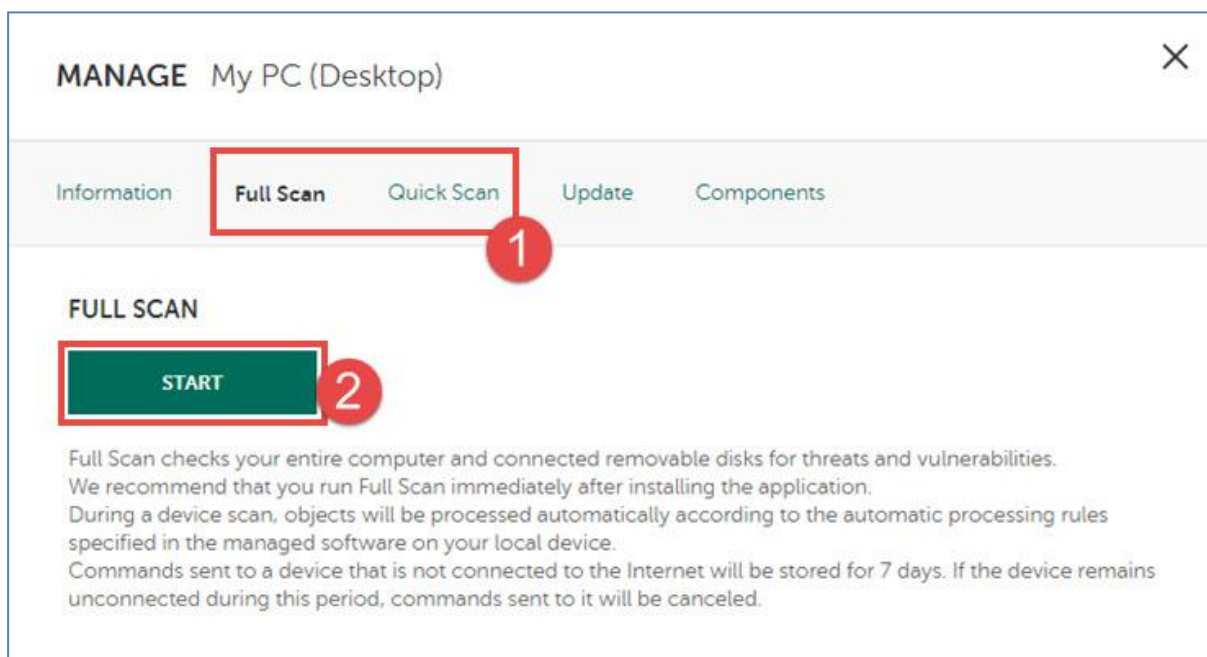 MANAGE My PC (Desktop)
Information Full Scan Quick Scan Update Components
1
FULL SCAN
START
2
Full Scan checks your entire computer and connected removable disks for threats and vulnerabilities.
We recommend that you run Full Scan immediately after installing the application.
During a device scan, objects will be processed automatically according to the automatic processing rules
specified in the managed software on your local device.
Commands sent to a device that is not connected to the Internet will be stored for 7 days. If the device remains
unconnected during this period, commands sent to it will be canceled.